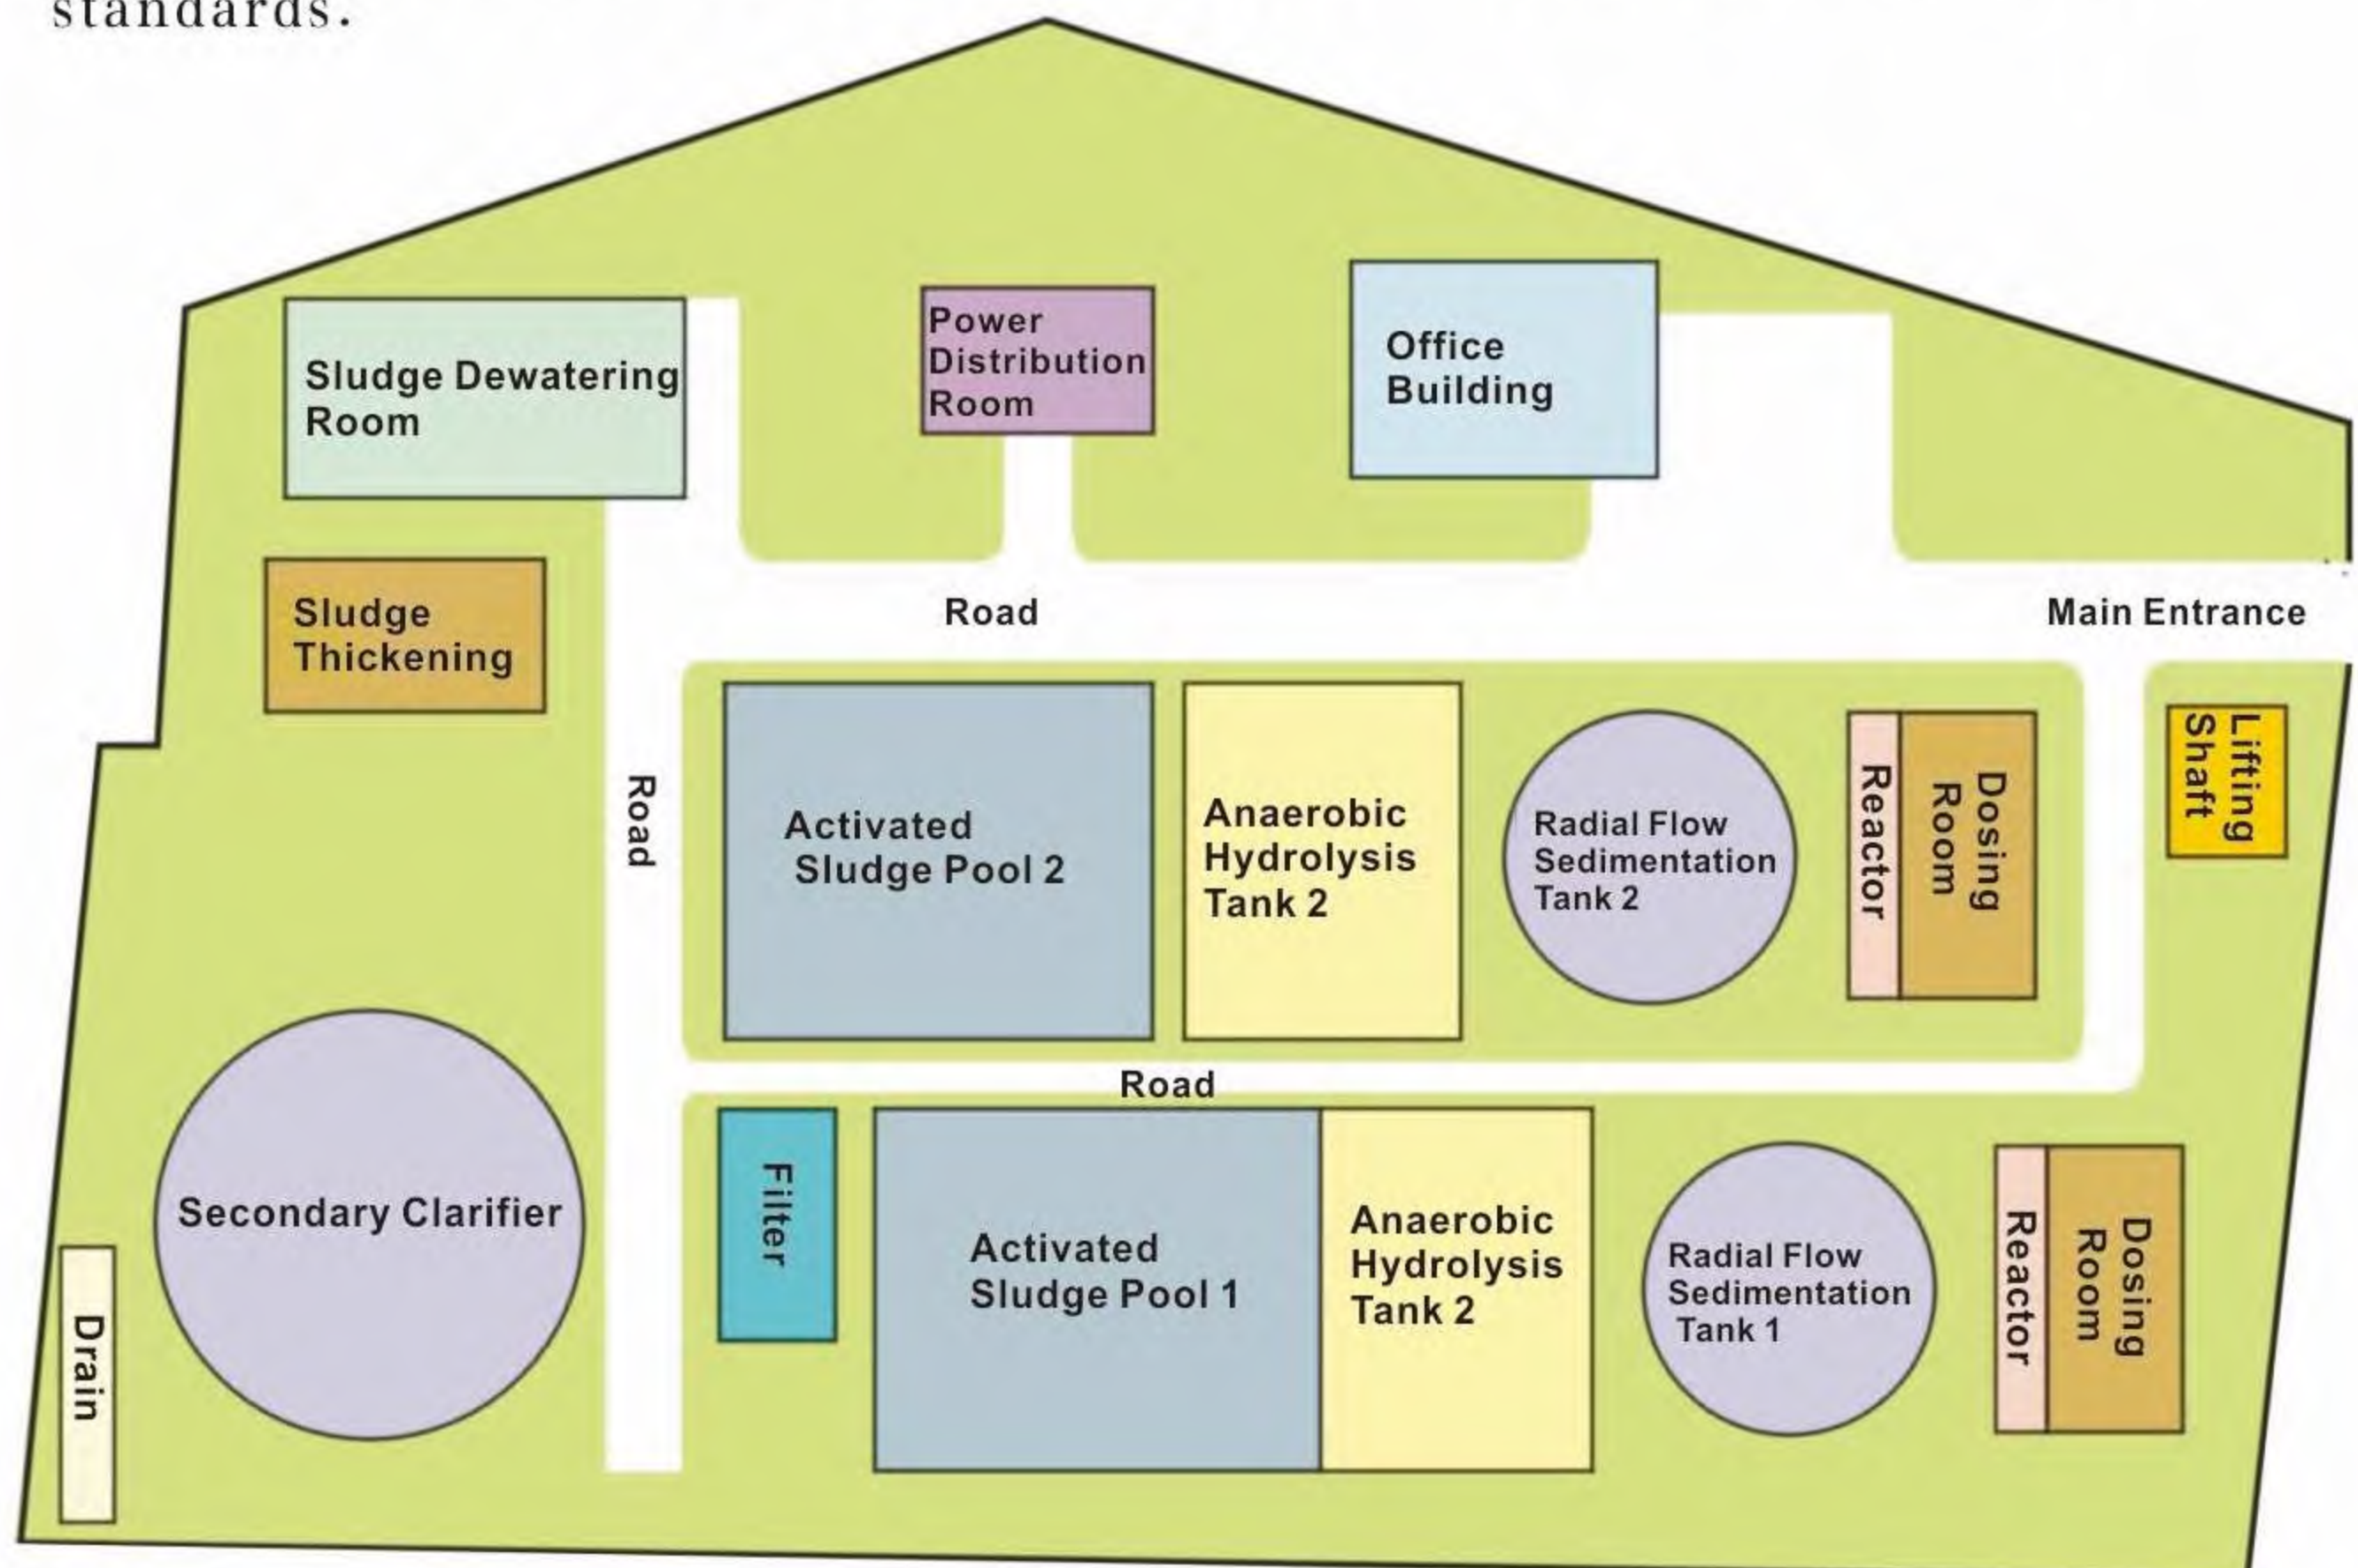 standards.
Sludge Dewatering
Room
Power
Distribution
Room
Office
Building
Sludge
Thickening
Road
Main Entrance
Road
Activated
Sludge Pool 2
Anaerobic
Hydrolysis
Tank 2
Radial Flow
Sedimentation
Tank 2
Reactor
Dosing
Room
Lifting
Shaft
Road
Secondary Clarifier
Drain
Filter
Activated
Sludge Pool 1
Anaerobic
Hydrolysis
Tank 2
Radial Flow
Sedimentation
Tank 1
Reactor
Dosing
Room